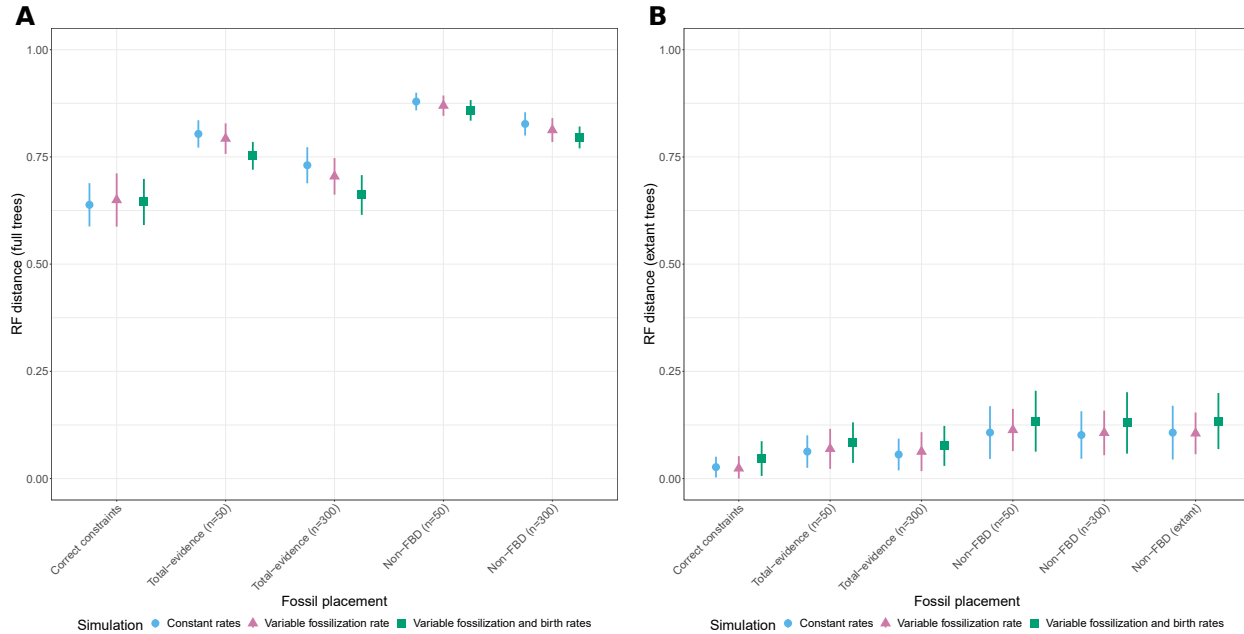 A
RF distance (full trees)
1.00
0.75
0.50
0.25
0.00
Correct constraints
Total−evidence (n=50)
Total−evidence (n=300)
Non−FBD (n=50)
Non−FBD (n=300)
Fossil placement
Simulation Constant rates Variable fossilization rate Variable fossilization and birth rates
B
RF distance (extant trees)
1.00
0.75
0.50
0.25
0.00
Correct constraints
Total−evidence (n=50)
Total−evidence (n=300)
Non−FBD (n=50)
Non−FBD (n=300)
Non−FBD (extant)
Fossil placement
Simulation Constant rates Variable fossilization rate Variable fossilization and birth rates